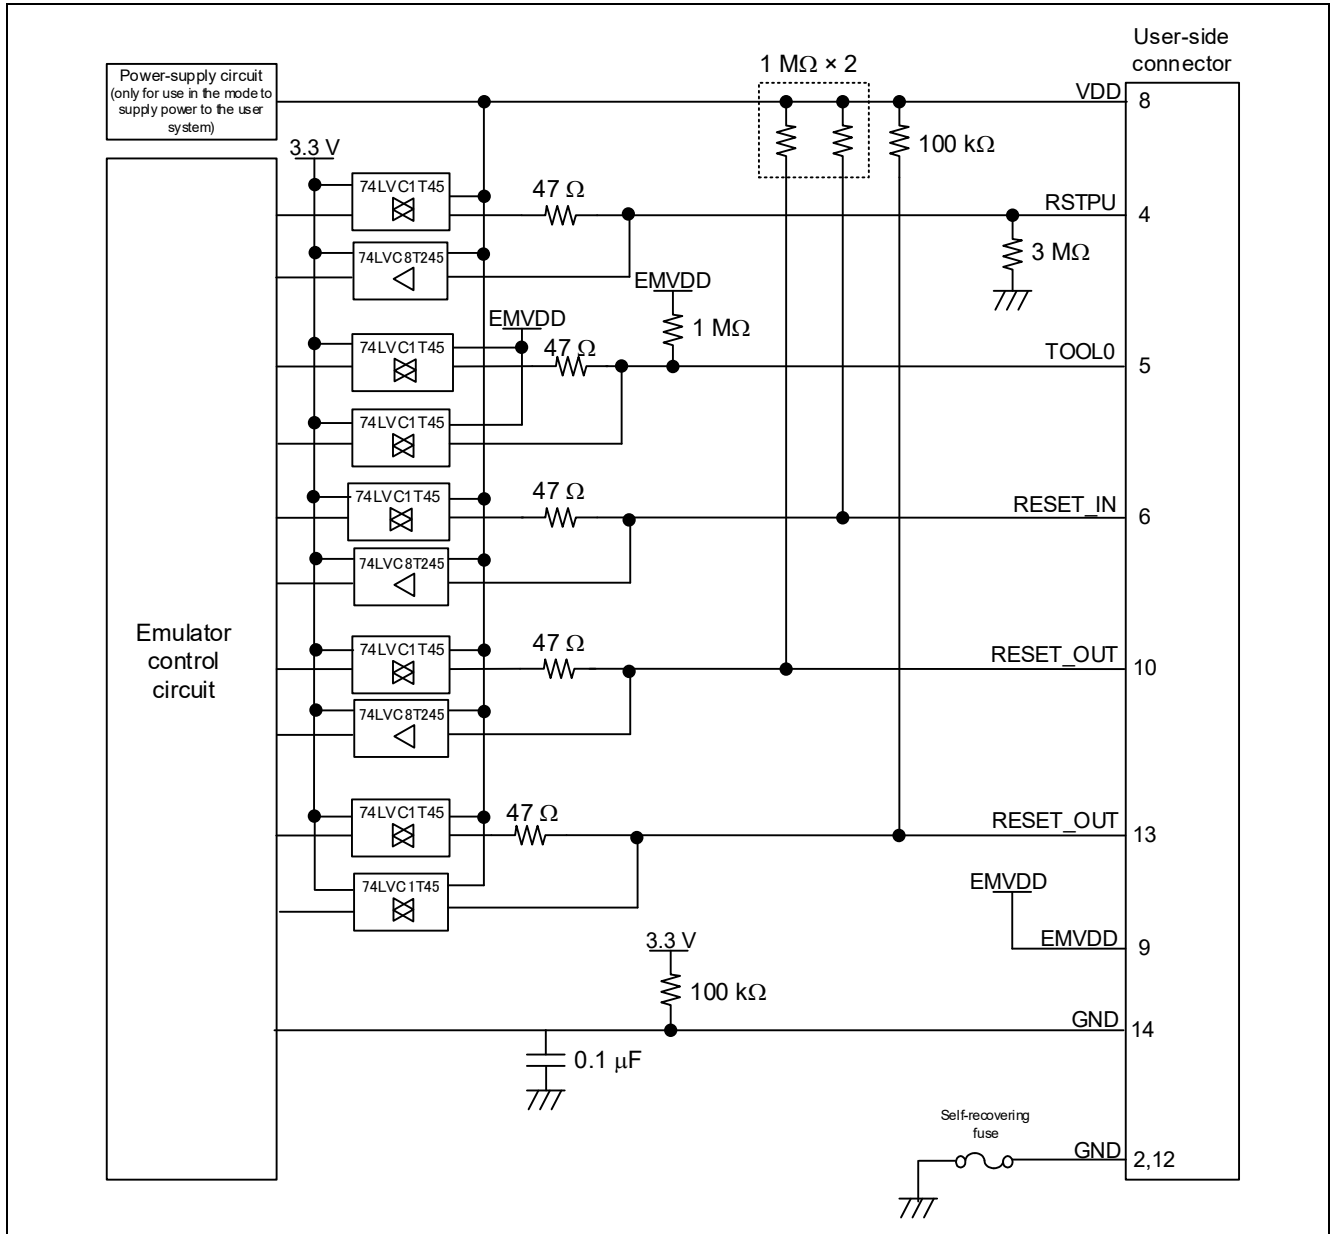 User-side
connector
Power-supply circuit
(only for use in the mode to
supply power to the user
system)
1 MΩ × 2
VDD
8
100 kΩ
3.3 V
74LVC1T45
47 Ω
RSTPU
4
3 MΩ
74LVC8T245
EMVDD
1 MΩ
EMVDD
74LVC1T45
47 Ω
TOOL0
5
74LVC1T45
74LVC1T45
47 Ω
RESET_IN
6
74LVC8T245
Emulator
control
circuit
74LVC1T45
47 Ω
RESET_OUT
10
74LVC8T245
74LVC1T45
47 Ω
RESET_OUT
13
74LVC1T45
EMVDD
EMVDD
9
3.3 V
100 kΩ
GND
14
0.1 μF
Self-recovering
fuse
GND
2,12